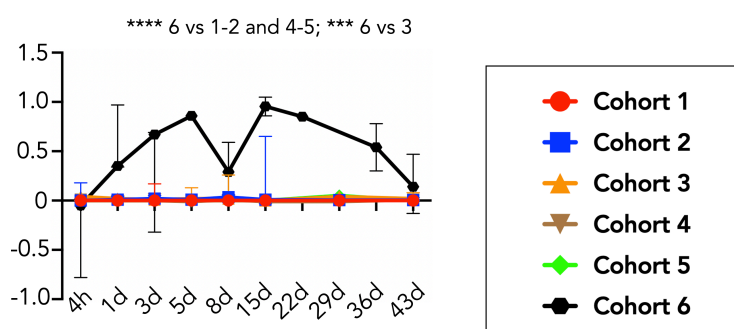 **** 6 vs 1-2 and 4-5; *** 6 vs 3
1.5
1.0
0.5
0
-0.5
-1.0
4h 1d 3d 5d 8d 15d 22d 29d 36d 43d
Cohort 1
Cohort 2
Cohort 3
Cohort 4
Cohort 5
Cohort 6